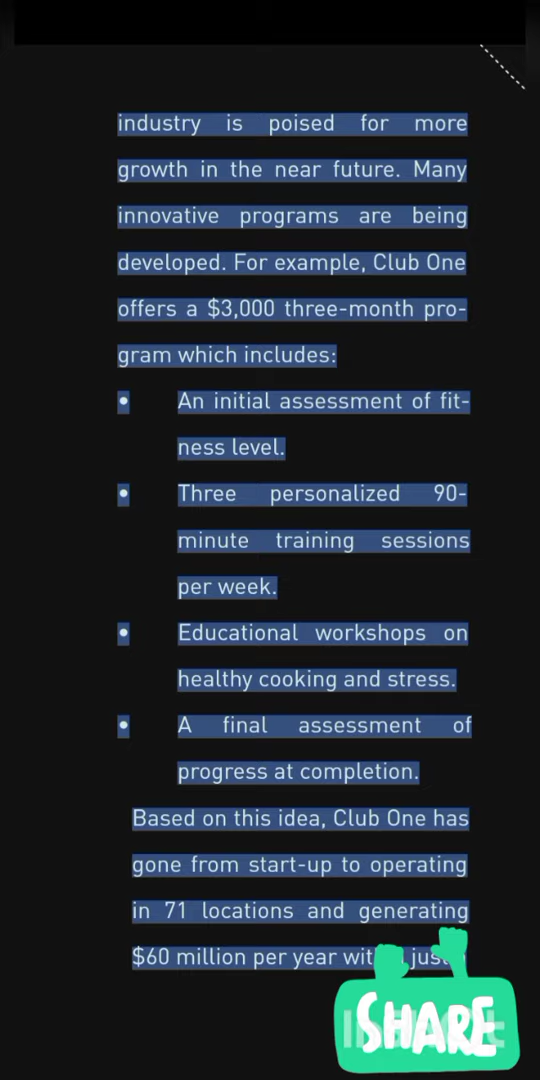 industry is poised for more
growth in the near future. Many
innovative programs are being
developed. For example, Club One
offers a $3,000 three-month pro-
gram which includes:
• An initial assessment of fit-
ness level.
• Three personalized 90-
minute training sessions
per week.
• Educational workshops on
healthy cooking and stress.
• A final assessment of
progress at completion.
Based on this idea, Club One has
gone from start-up to operating
in 71 locations and generating
$60 million per year
SHARE